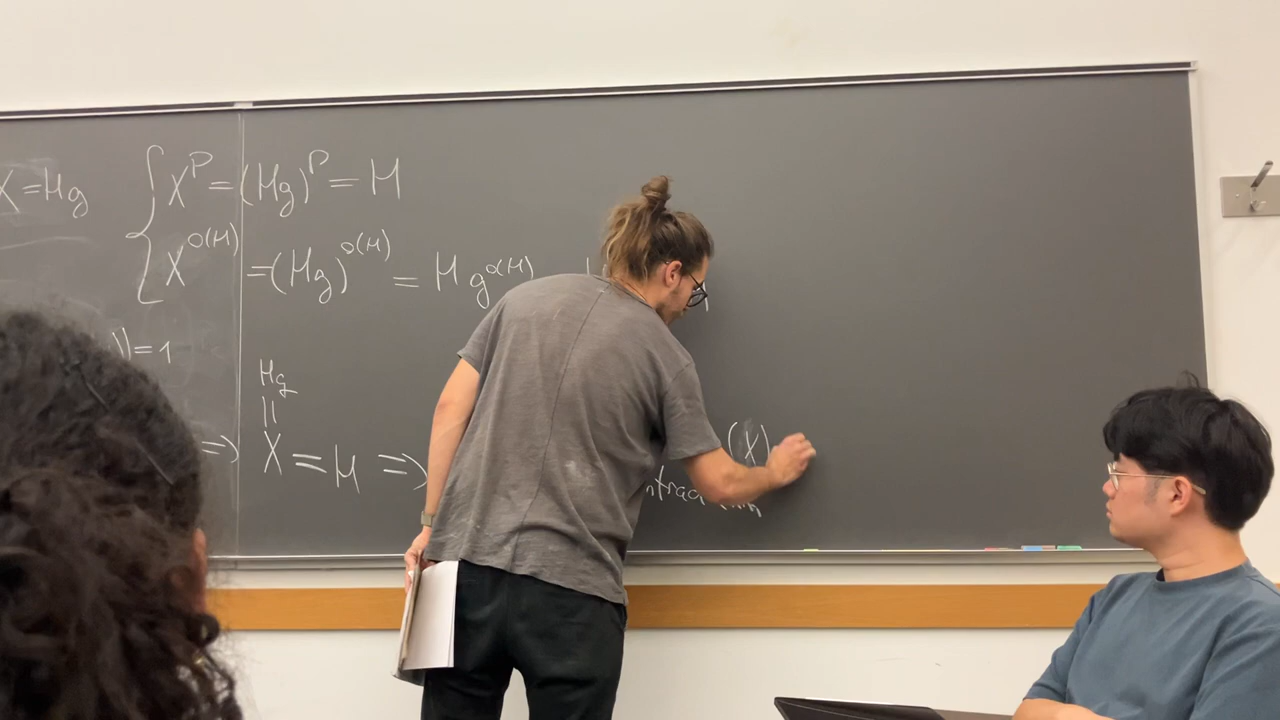 X=Hg { X^P = (Hg)^P = H
X^{o(H)} = (Hg)^{o(H)} = H g^{o(H)}
))=1
Hg
||
=> X = H =>
(X)